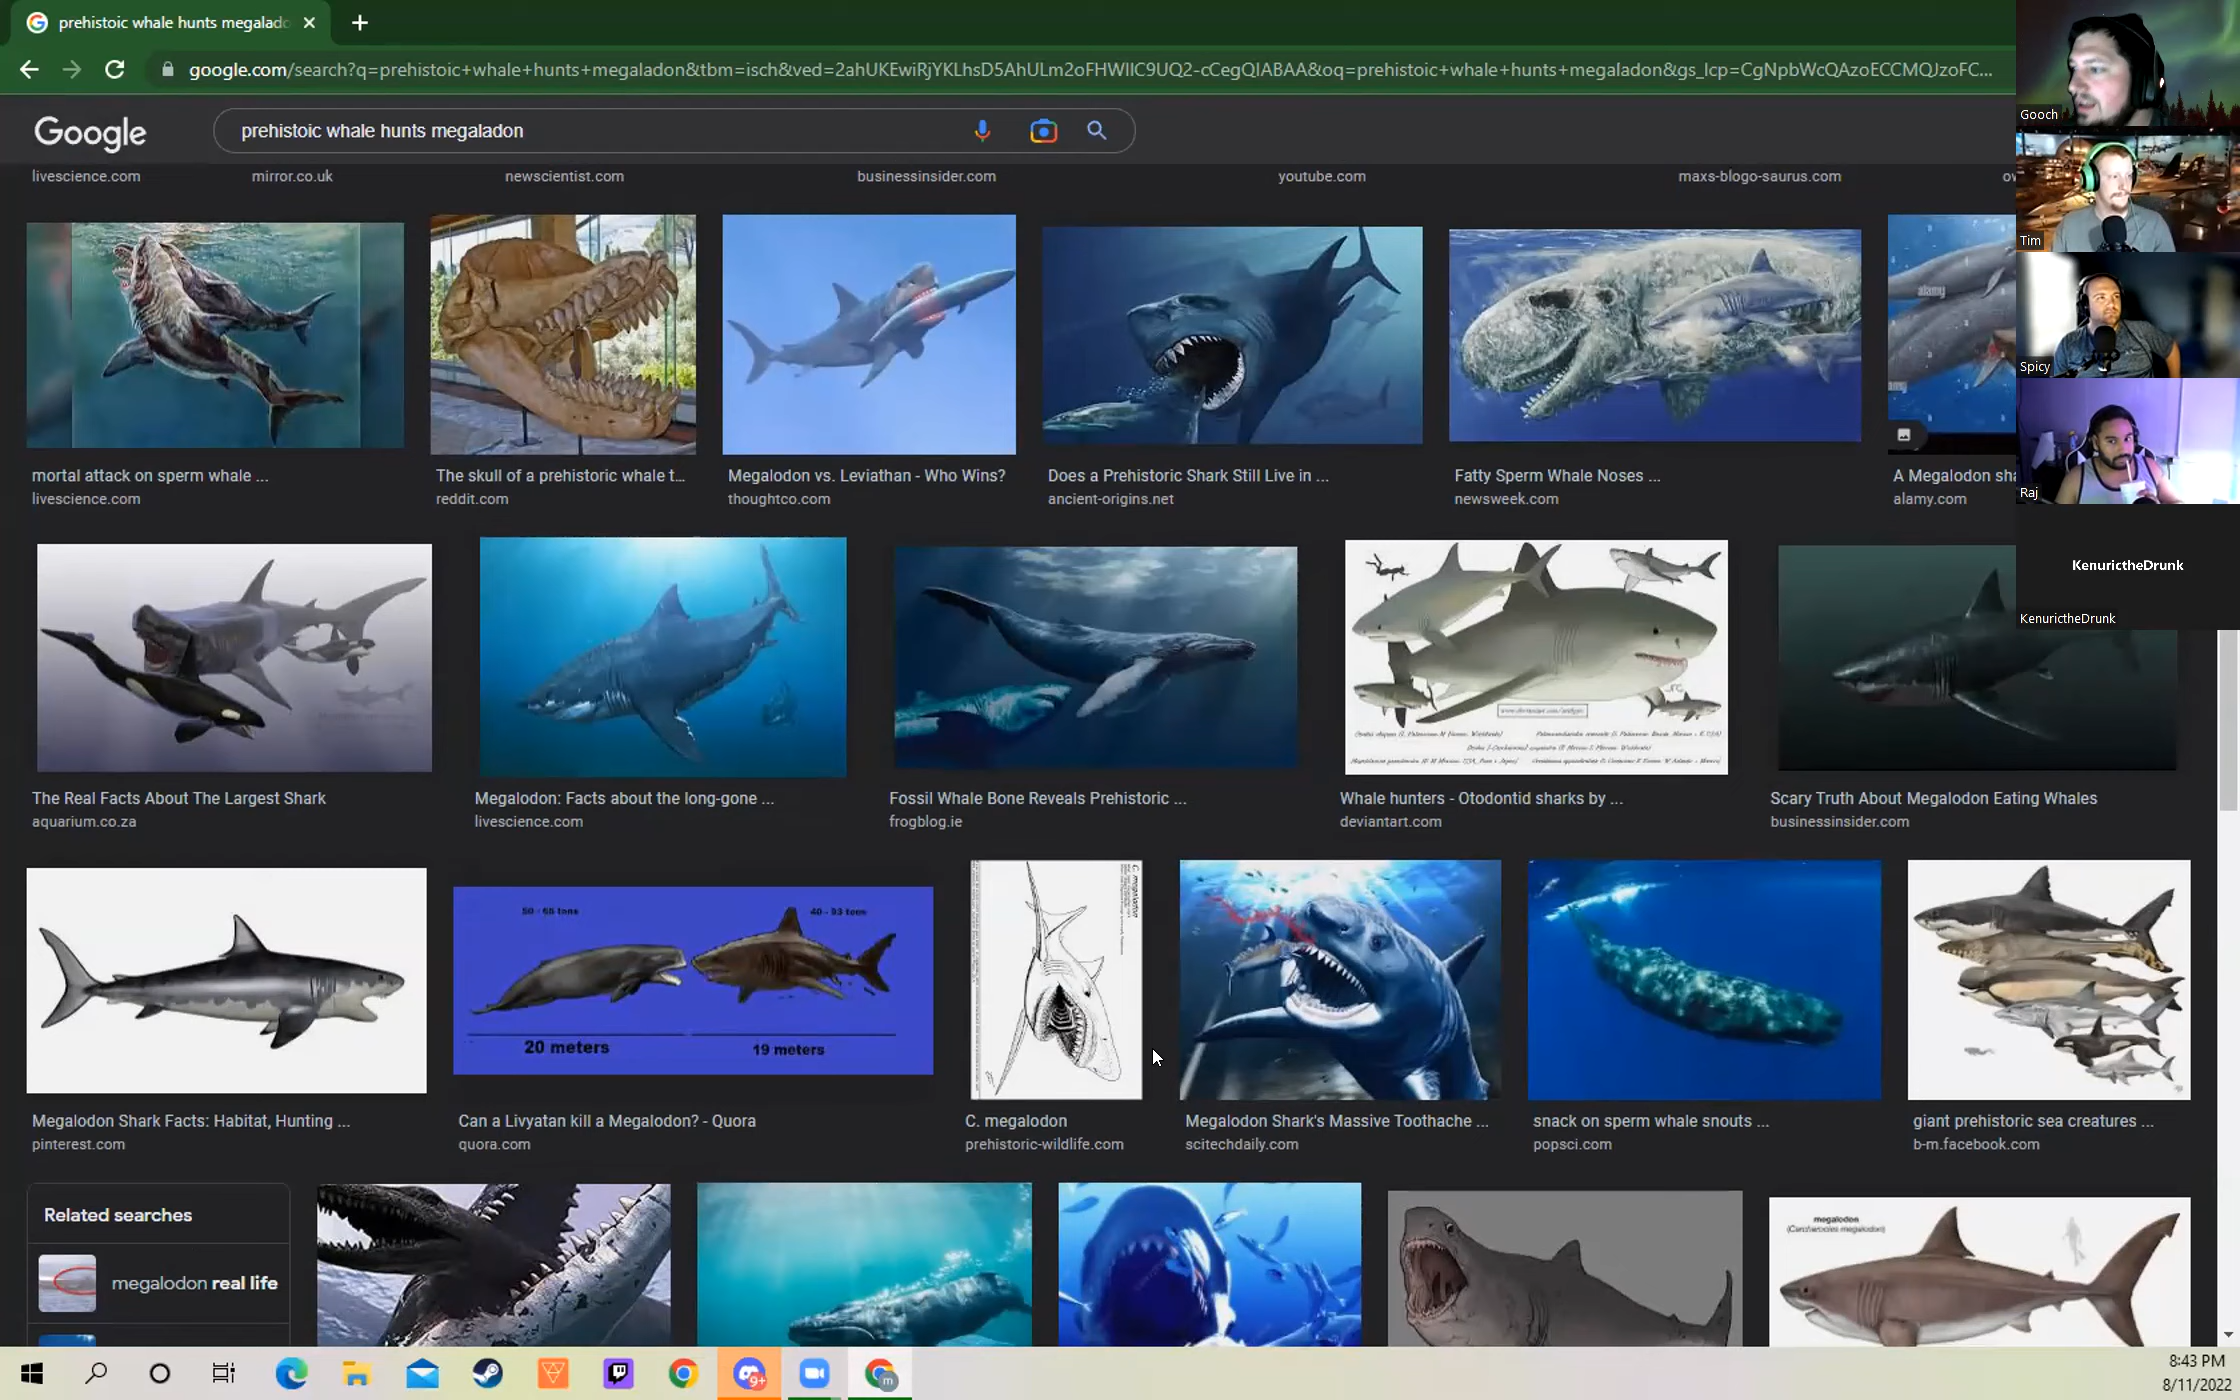 prehistoic whale hunts megalad
google.com/search?q=prehistoic+whale+hunts+megaladon&tbm=isch&ved=2ahUKEwiRjYKLhsD5AhULm2oFHWIIC9UQ2-cCegQIABAA&oq=prehistoic+whale+hunts+megaladon&gs_lcp=CgNpbWcQAzoECCMQJzoFC...
Google
prehistoic whale hunts megaladon
livescience.com
mirror.co.uk
newscientist.com
businessinsider.com
youtube.com
maxs-blogo-saurus.com
Gooch
Tim
Spicy
Raj
KenurictheDrunk
KenurictheDrunk
alamy
mortal attack on sperm whale ...
livescience.com
The skull of a prehistoric whale t...
reddit.com
Megalodon vs. Leviathan - Who Wins?
thoughtco.com
Does a Prehistoric Shark Still Live in ...
ancient-origins.net
Fatty Sperm Whale Noses ...
newsweek.com
A Megalodon sha
alamy.com
The Real Facts About The Largest Shark
aquarium.co.za
Megalodon: Facts about the long-gone ...
livescience.com
Fossil Whale Bone Reveals Prehistoric ...
frogblog.ie
Whale hunters - Otodontid sharks by ...
deviantart.com
Scary Truth About Megalodon Eating Whales
businessinsider.com
20 meters
19 meters
C. megalodon
Megalodon Shark Facts: Habitat, Hunting ...
pinterest.com
Can a Livyatan kill a Megalodon? - Quora
quora.com
C. megalodon
prehistoric-wildlife.com
Megalodon Shark's Massive Toothache ...
scitechdaily.com
snack on sperm whale snouts ...
popsci.com
giant prehistoric sea creatures ...
b-m.facebook.com
Related searches
megalodon real life
megalodon
(Carcharocles megalodon)
9+
m
8:43 PM
8/11/2022